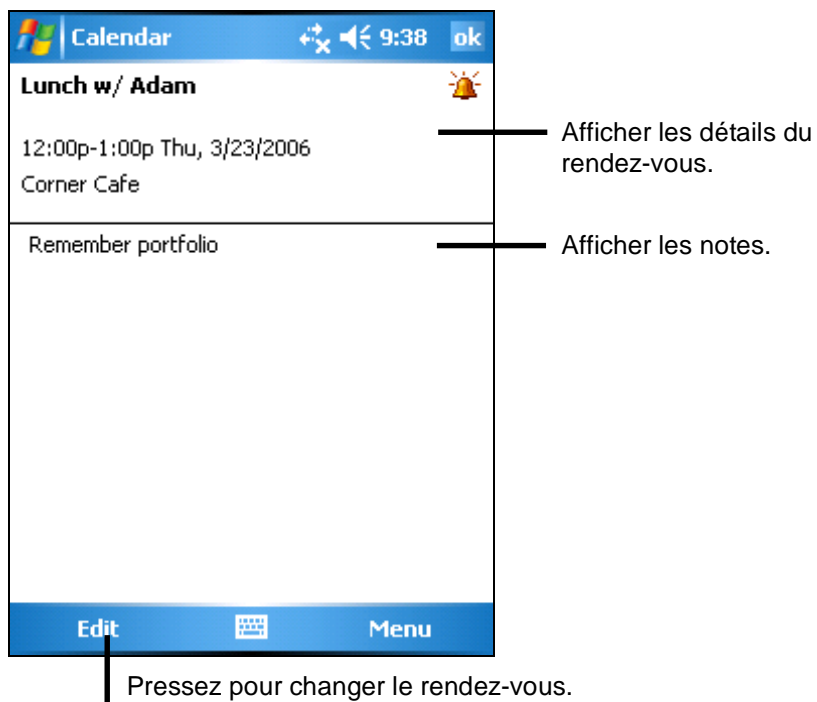 Calendar 9:38 ok
Lunch w/ Adam
12:00p-1:00p Thu, 3/23/2006
Corner Cafe
Afficher les détails du
rendez-vous.
Remember portfolio
Afficher les notes.
Edit Menu
Pressez pour changer le rendez-vous.